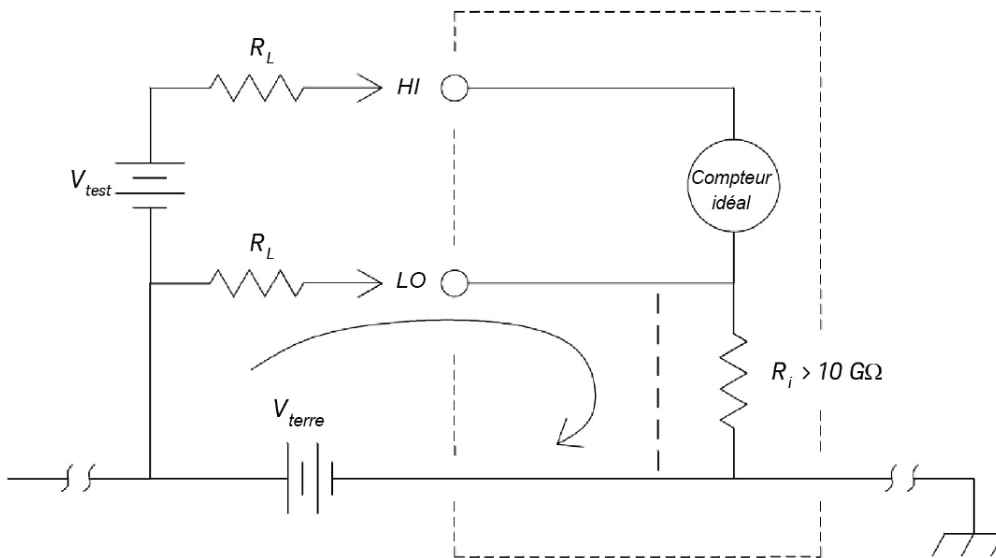 R_L
HI
V_test
Compteur
idéal
R_L
LO
R_i > 10 GΩ
V_terre